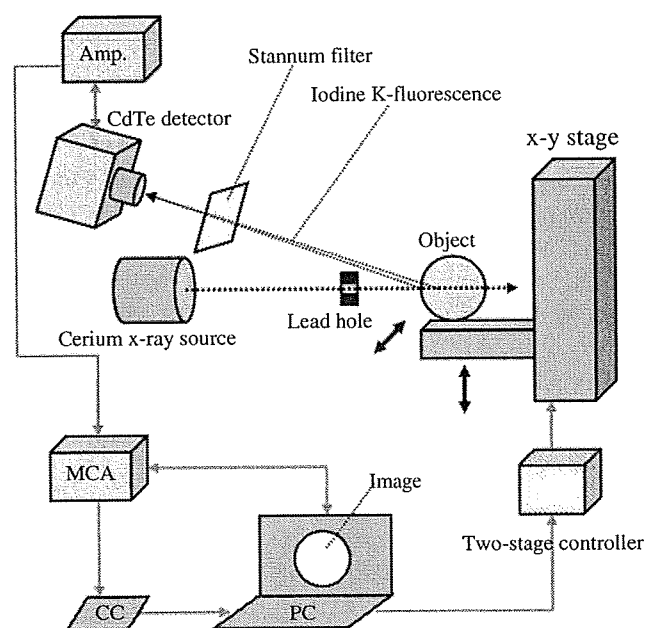 Amp.
Stannum filter
Iodine K-fluorescence
CdTe detector
x-y stage
Object
Lead hole
Cerium x-ray source
MCA
Image
Two-stage controller
CC
PC